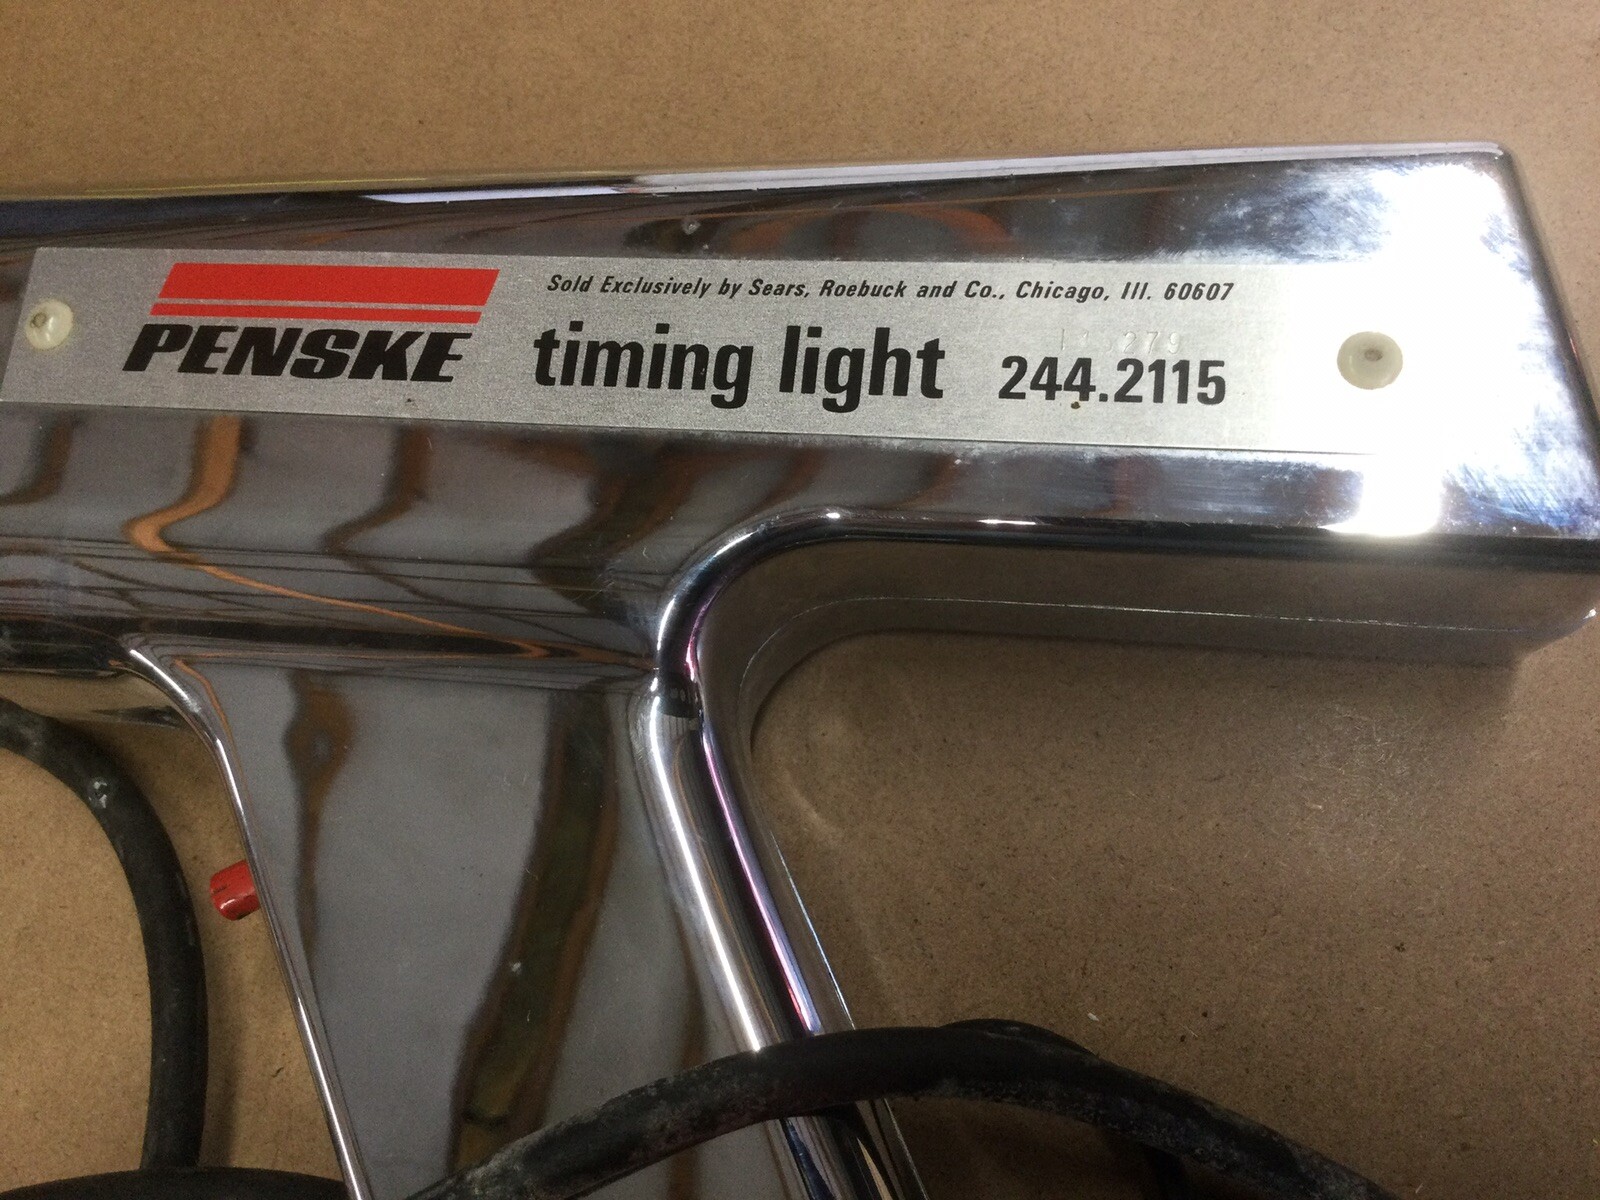 Sold Exclusively by Sears, Roebuck and Co., Chicago, Ill. 60607
PENSKE timing light 244.2115